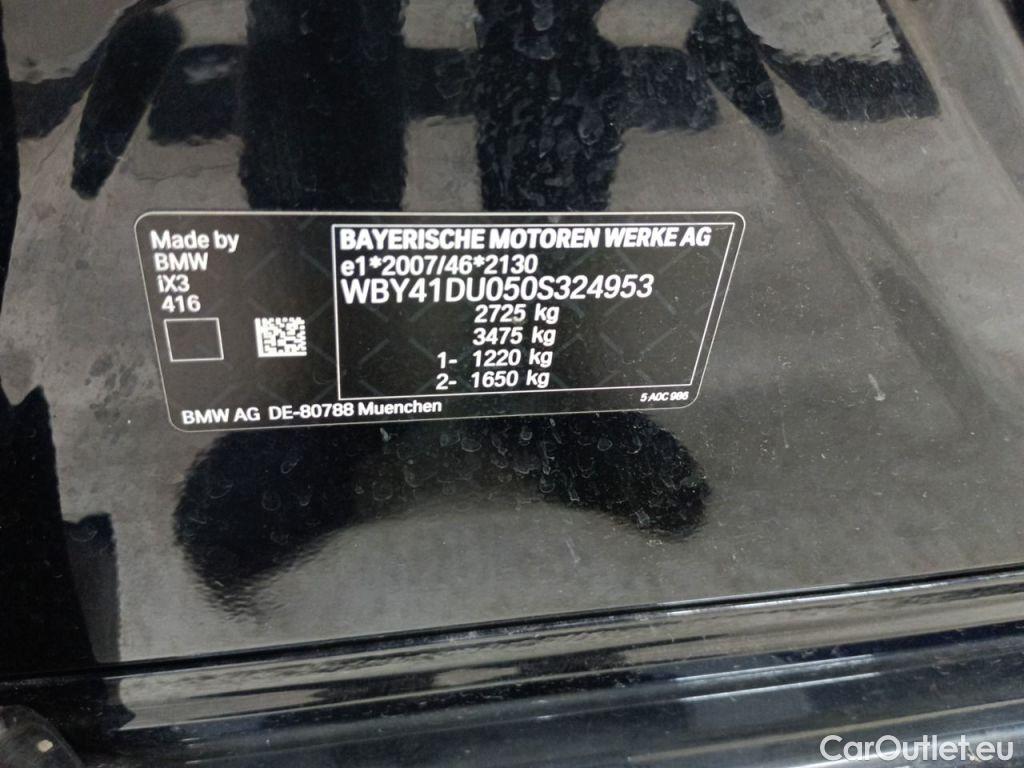 Made by
BMW
iX3
416
BAYERISCHE MOTOREN WERKE AG
e1*2007/46*2130
WBY41DU050S324953
2725 kg
3475 kg
1- 1220 kg
2- 1650 kg
BMW AG DE-80788 Muenchen
5 A0C 986
CarOutlet.eu